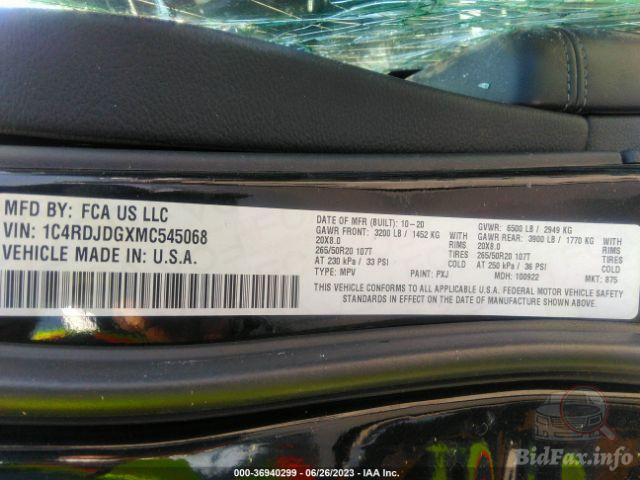 MFD BY: FCA US LLC
VIN: 1C4RDJDGXMC545068
VEHICLE MADE IN: U.S.A.
DATE OF MFR (BUILT): 10-20 GVWR: 6500 LB / 2949 KG
GAWR FRONT: 3200 LB / 1452 KG WITH GAWR REAR: 3900 LB / 1770 KG WITH
20X8.0 RIMS 20X8.0 RIMS
265/50R20 107T TIRES 265/50R20 107T TIRES
AT 230 kPa / 33 PSI COLD AT 250 kPa / 36 PSI COLD
TYPE: MPV PAINT: PXJ MDH: 100922 MKT: 875
THIS VEHICLE CONFORMS TO ALL APPLICABLE U.S.A. FEDERAL MOTOR VEHICLE SAFETY
STANDARDS IN EFFECT ON THE DATE OF MANUFACTURE SHOWN ABOVE.
BidFax.info
000-36940299 - 06/26/2023 - IAA Inc.